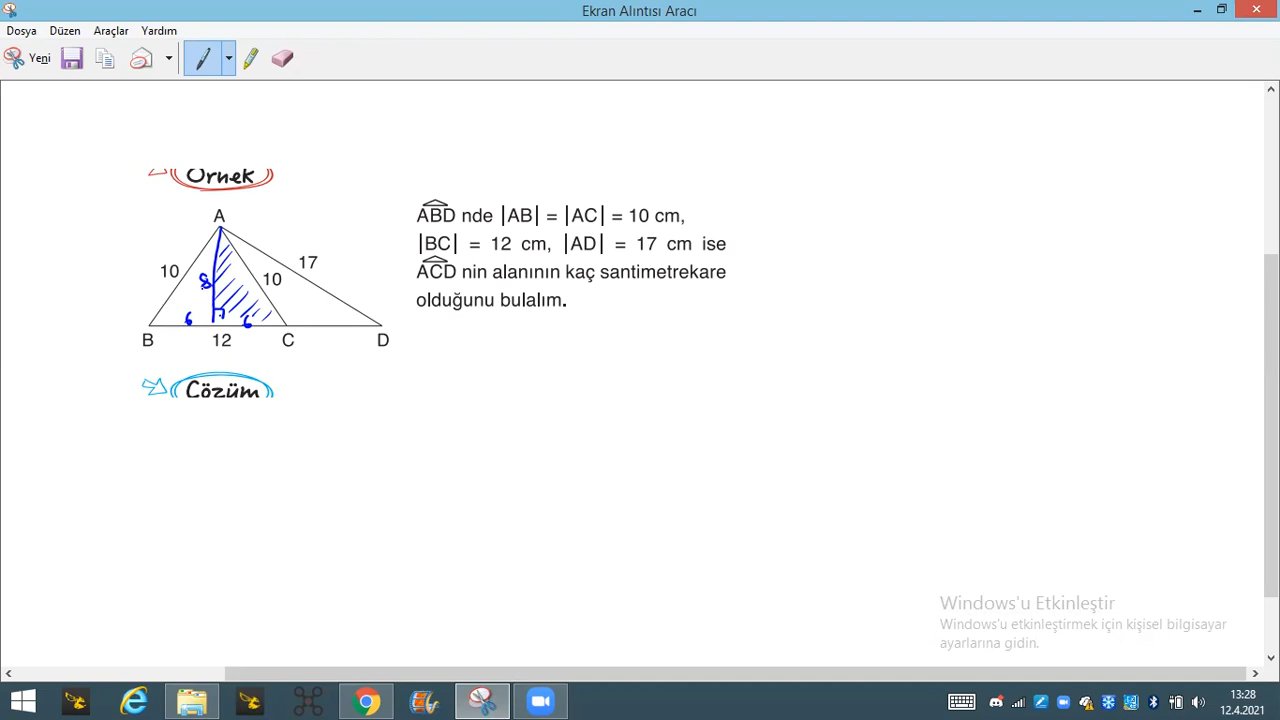 Ekran Alıntısı Aracı
Dosya Düzen Araçlar Yardım
Yeni
Örnek
A
10
8
10
17
6
6
B
12
C
D
ABD nde |AB| = |AC| = 10 cm,
|BC| = 12 cm, |AD| = 17 cm ise
ACD nin alanının kaç santimetrekare
olduğunu bulalım.
Çözüm
Windows'u Etkinleştir
Windows'u etkinleştirmek için kişisel bilgisayar
ayarlarına gidin.
13:28
12.4.2021